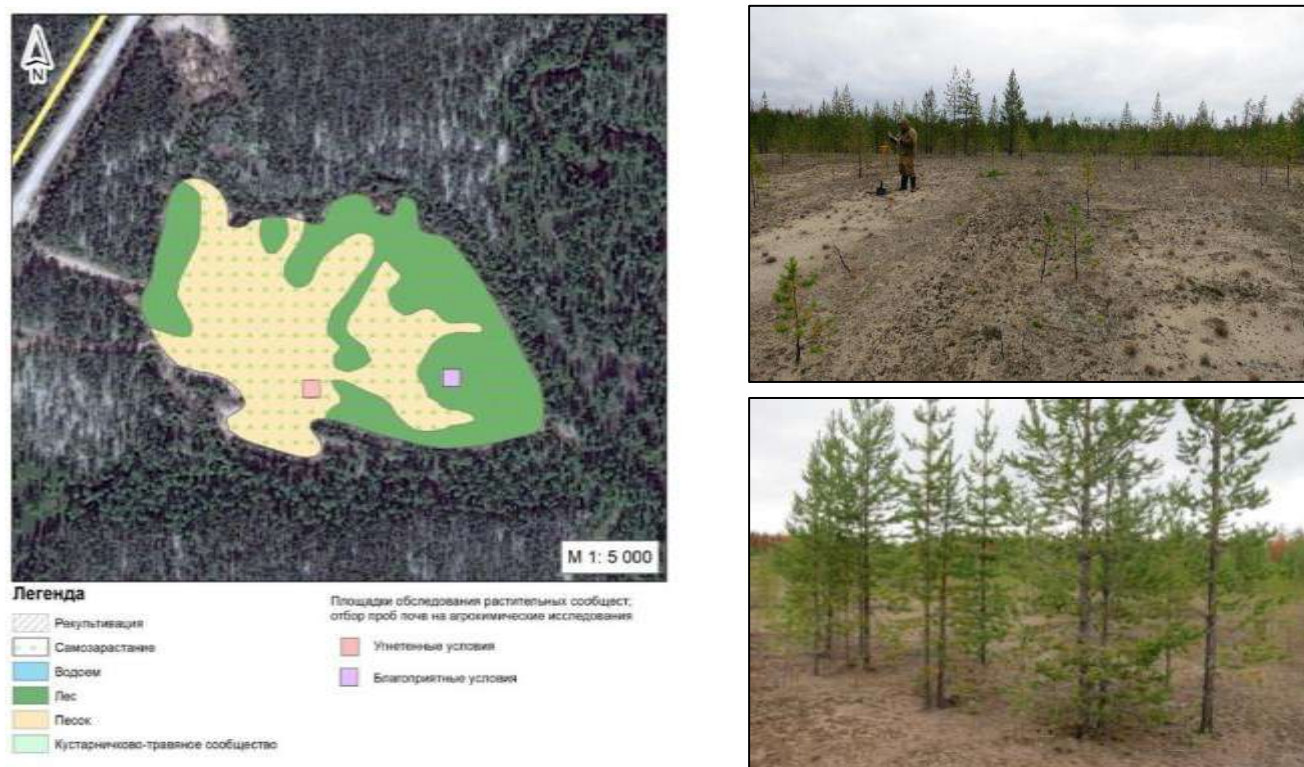 N
М 1: 5 000
Легенда
Рекультивация
Самозарастание
Водоем
Лес
Песок
Кустарничково-травяное сообщество
Площадки обследования растительных сообщест;
отбор проб почв на агрохимические исследования
Угнетенные условия
Благоприятные условия